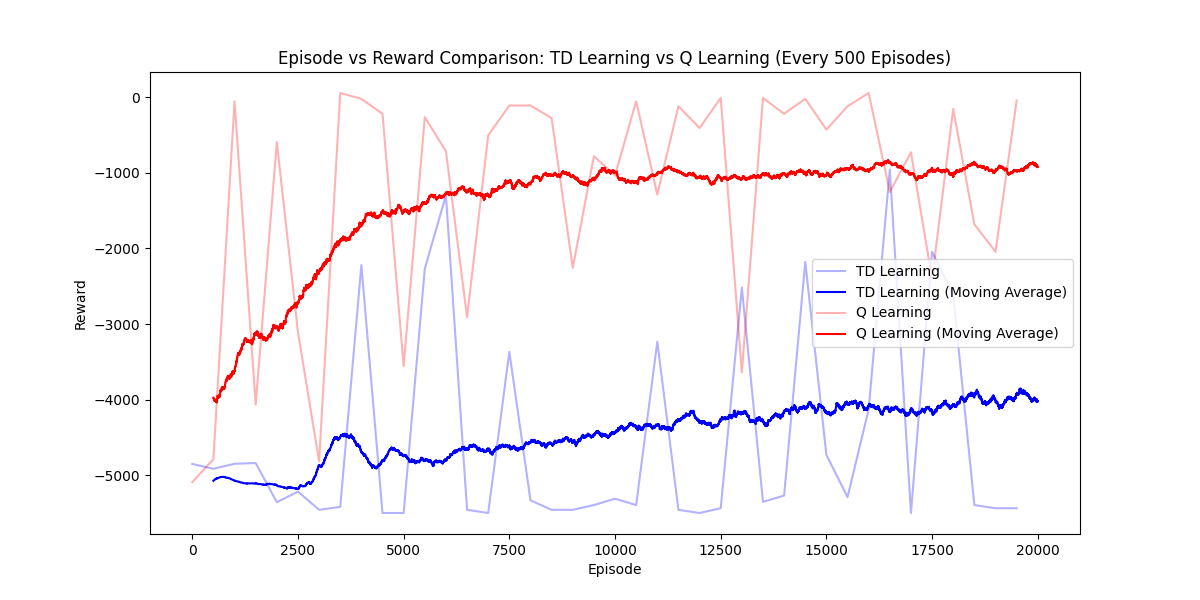 Episode vs Reward Comparison: TD Learning vs Q Learning (Every 500 Episodes)
Reward
0
−1000
−2000
−3000
−4000
−5000
TD Learning
TD Learning (Moving Average)
Q Learning
Q Learning (Moving Average)
0 2500 5000 7500 10000 12500 15000 17500 20000
Episode